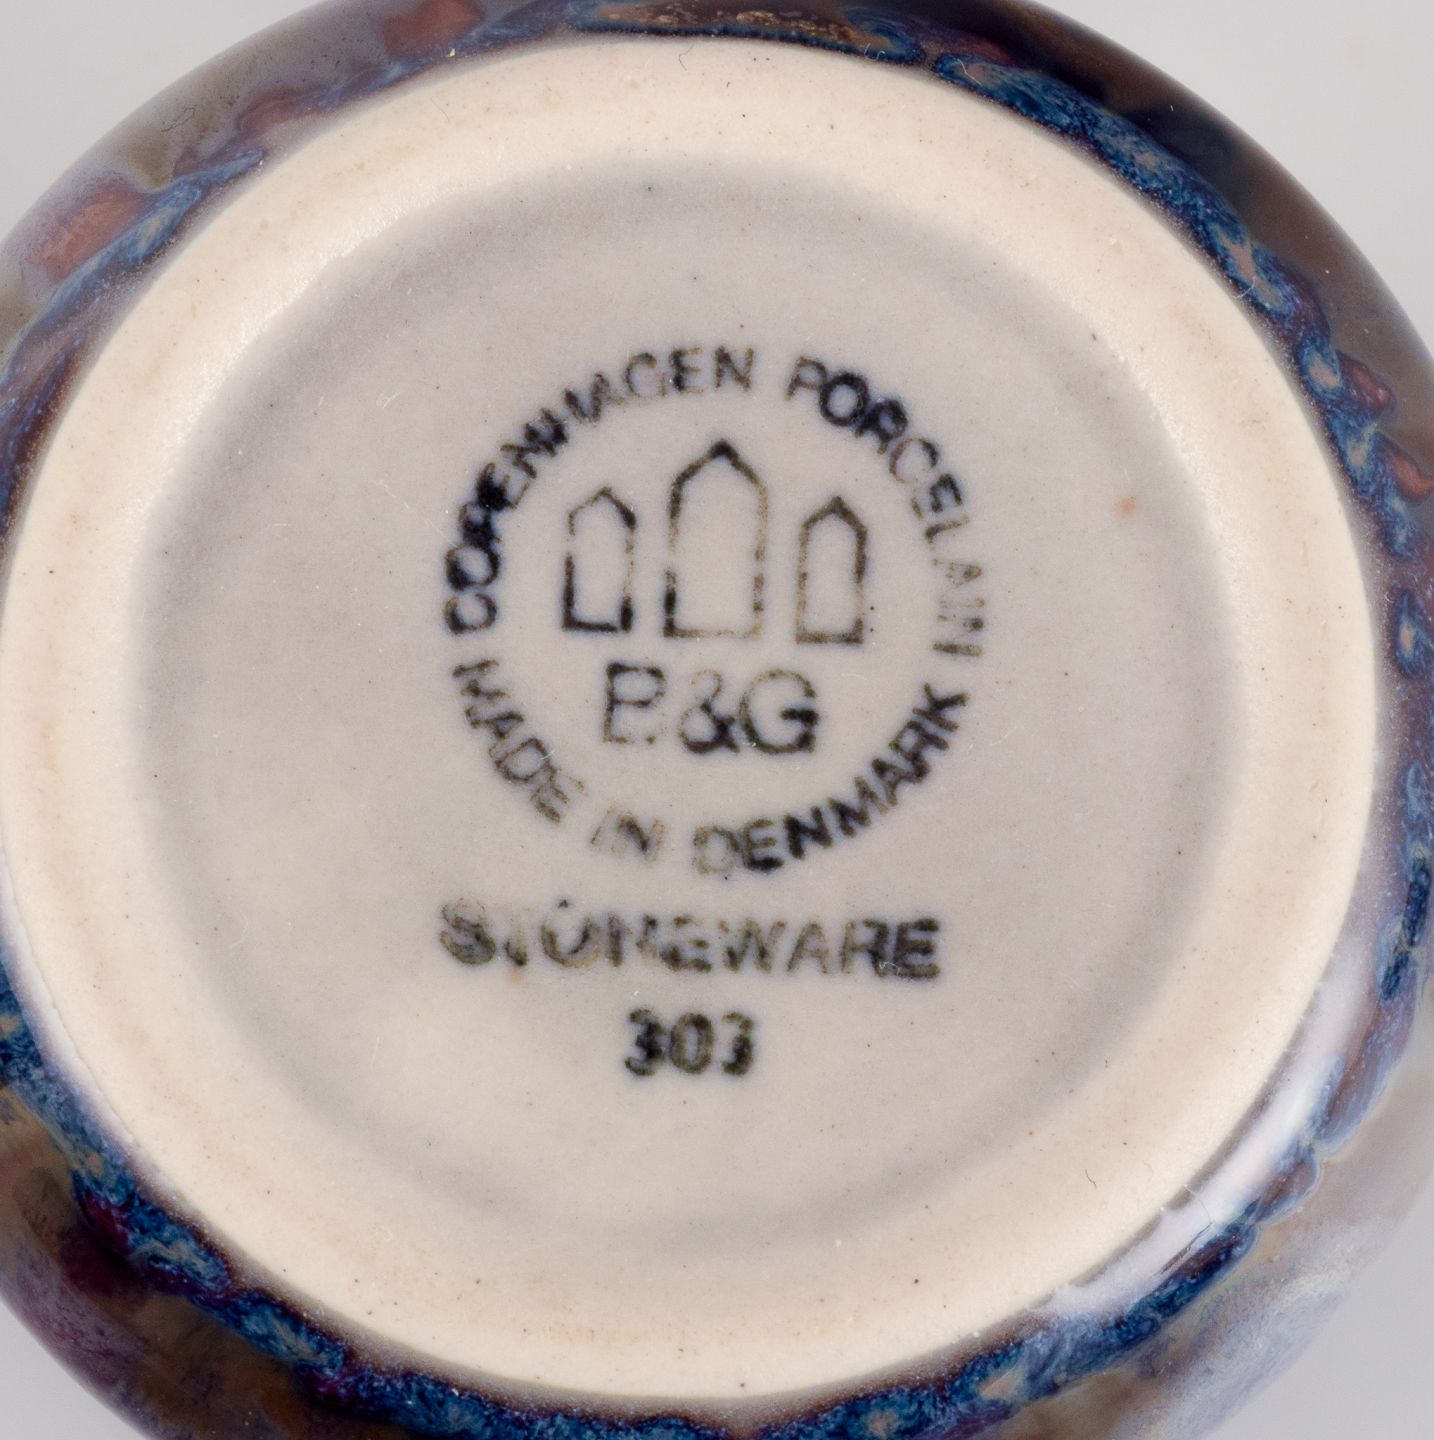 COPENHAGEN PORCELAIN
B&G
MADE IN DENMARK
STONEWARE
303